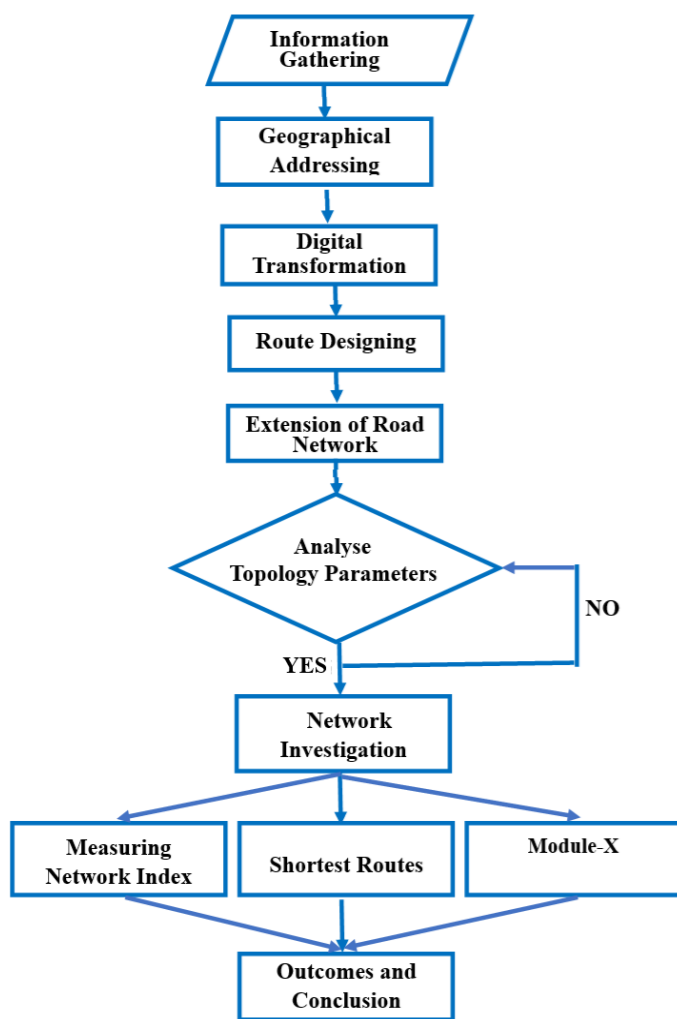 Information
Gathering
Geographical
Addressing
Digital
Transformation
Route Designing
Extension of Road
Network
Analyse
Topology Parameters
NO
YES
Network
Investigation
Measuring
Network Index
Shortest Routes
Module-X
Outcomes and
Conclusion